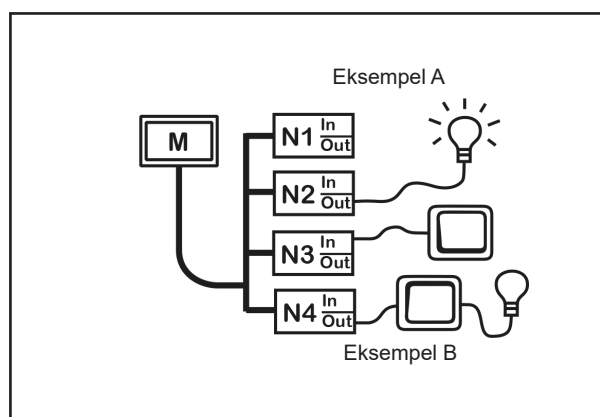 Eksempel A
M
N1 In
Out
N2 In
Out
N3 In
Out
N4 In
Out
Eksempel B